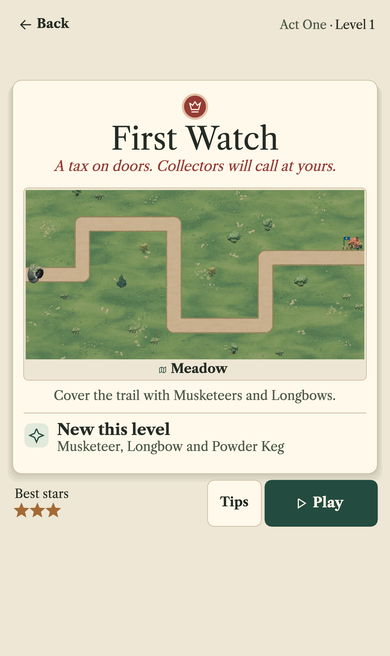 ← Back
Act One · Level 1
First Watch
A tax on doors. Collectors will call at yours.
Meadow
Cover the trail with Musketeers and Longbows.
New this level
Musketeer, Longbow and Powder Keg
Best stars
Tips
Play